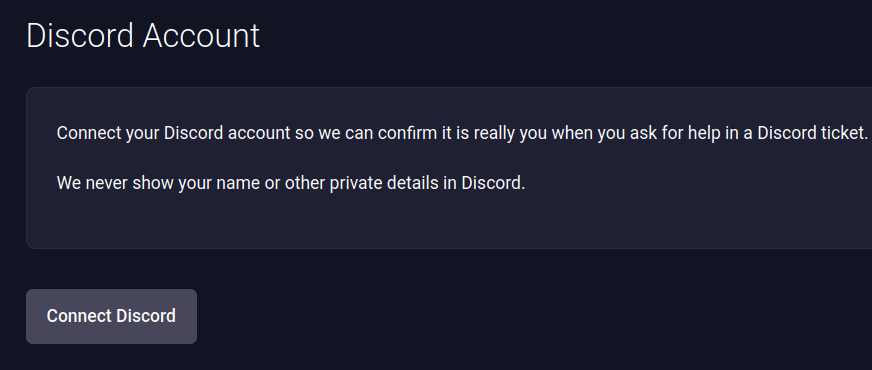 Discord Account
Connect your Discord account so we can confirm it is really you when you ask for help in a Discord ticket.
We never show your name or other private details in Discord.
Connect Discord